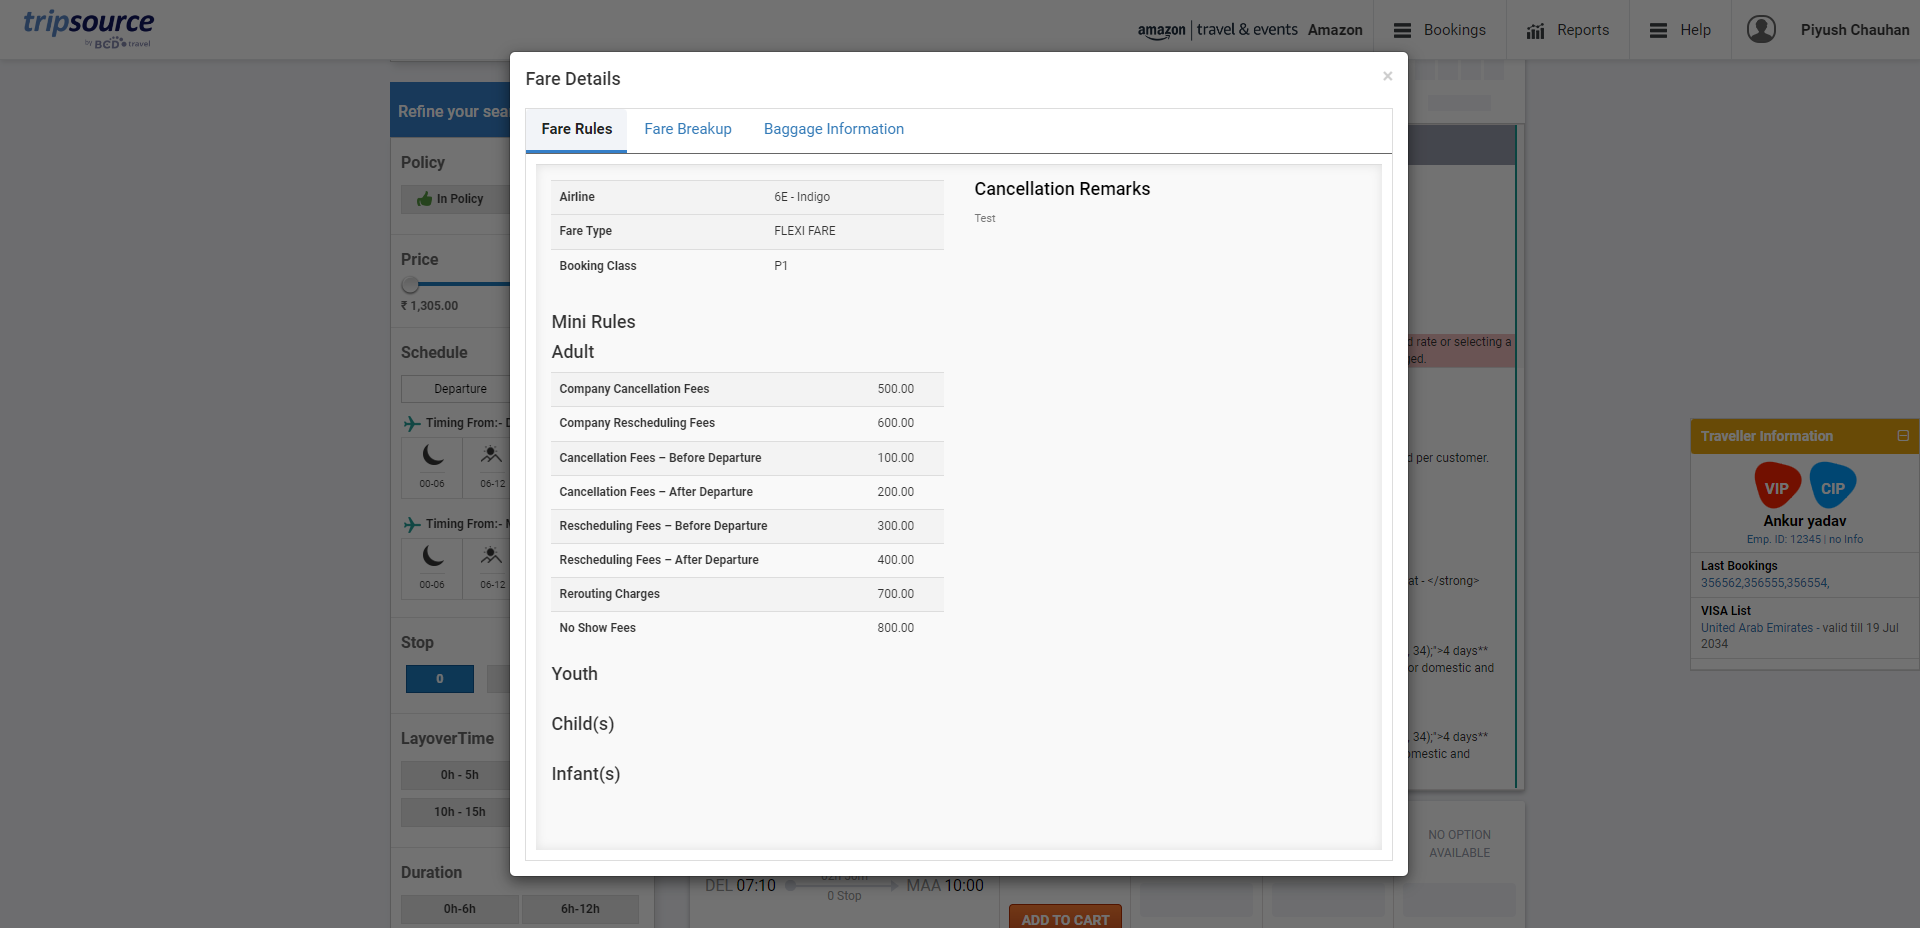 tripsource
by BCD travel
amazon | travel & events Amazon
Bookings
Reports
Help
Piyush Chauhan
Refine your sea
Policy
In Policy
Price
₹ 1,305.00
Schedule
Departure
Timing From:- D
00-06
06-12
Timing From:- M
00-06
06-12
Stop
0
LayoverTime
0h - 5h
10h - 15h
Duration
0h-6h
6h-12h
Fare Details
×
Fare Rules
Fare Breakup
Baggage Information
Airline 6E - Indigo
Fare Type FLEXI FARE
Booking Class P1
Mini Rules
Adult
Company Cancellation Fees 500.00
Company Rescheduling Fees 600.00
Cancellation Fees – Before Departure 100.00
Cancellation Fees – After Departure 200.00
Rescheduling Fees – Before Departure 300.00
Rescheduling Fees – After Departure 400.00
Rerouting Charges 700.00
No Show Fees 800.00
Youth
Child(s)
Infant(s)
Cancellation Remarks
Test
d rate or selecting a
ged.
d per customer.
at - </strong>
, 34);">4 days**
or domestic and
, 34);">4 days**
omestic and
NO OPTION
AVAILABLE
DEL 07:10
MAA 10:00
0 Stop
ADD TO CART
Traveller Information
VIP
CIP
Ankur yadav
Emp. ID: 12345 | no Info
Last Bookings
356562,356555,356554,
VISA List
United Arab Emirates - valid till 19 Jul
2034